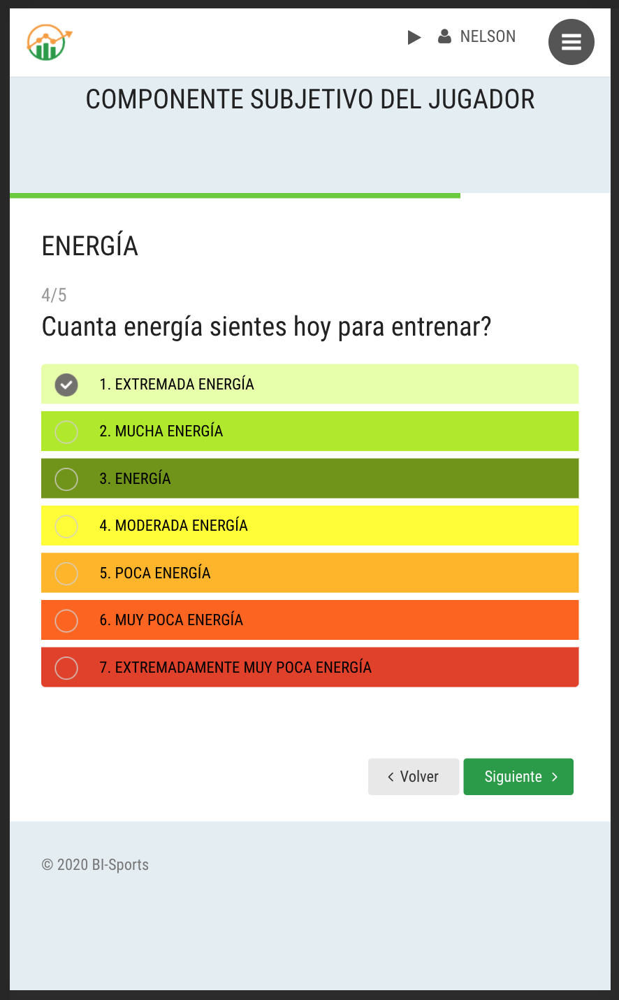 NELSON
COMPONENTE SUBJETIVO DEL JUGADOR
ENERGÍA
4/5
Cuanta energía sientes hoy para entrenar?
1. EXTREMADA ENERGÍA
2. MUCHA ENERGÍA
3. ENERGÍA
4. MODERADA ENERGÍA
5. POCA ENERGÍA
6. MUY POCA ENERGÍA
7. EXTREMADAMENTE MUY POCA ENERGÍA
Volver Siguiente
© 2020 BI-Sports